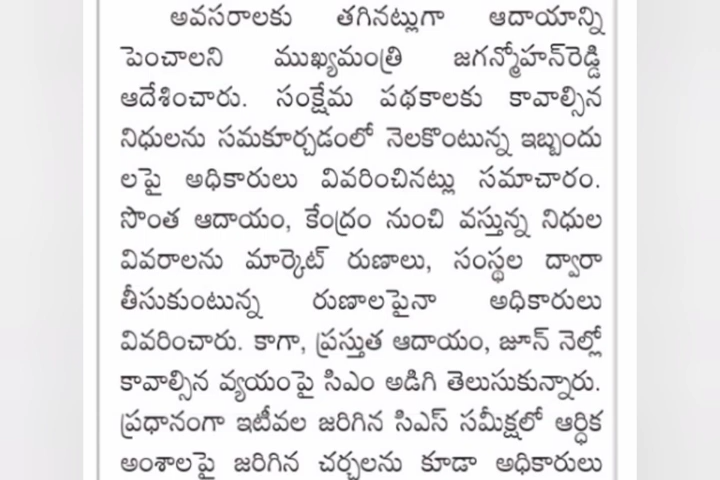 అవసరాలకు తగినట్లుగా ఆదాయాన్ని
పెంచాలని ముఖ్యమంత్రి జగన్మోహన్‌రెడ్డి
ఆదేశించారు. సంక్షేమ పథకాలకు కావాల్సిన
నిధులను సమకూర్చడంలో నెలకొంటున్న ఇబ్బందు
లపై అధికారులు వివరించినట్లు సమాచారం.
సొంత ఆదాయం, కేంద్రం నుంచి వస్తున్న నిధుల
వివరాలను మార్కెట్ రుణాలు, సంస్థల ద్వారా
తీసుకుంటున్న రుణాలపైనా అధికారులు
వివరించారు. కాగా, ప్రస్తుత ఆదాయం, జూన్ నెల్లో
కావాల్సిన వ్యయంపై సిఎం అడిగి తెలుసుకున్నారు.
ప్రధానంగా ఇటీవల జరిగిన సిఎస్ సమీక్షలో ఆర్ధిక
అంశాలపై జరిగిన చర్చలను కూడా అధికారులు